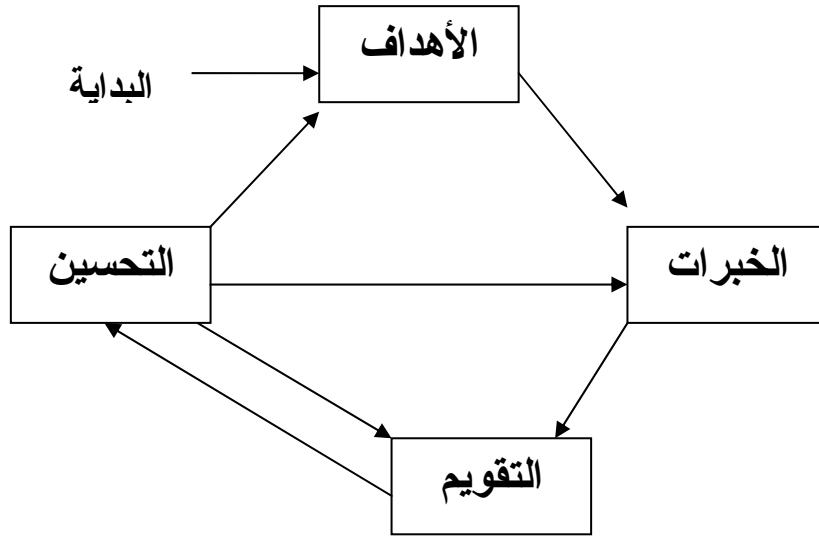 الأهداف
البداية
الخبرات
التحسين
التقويم